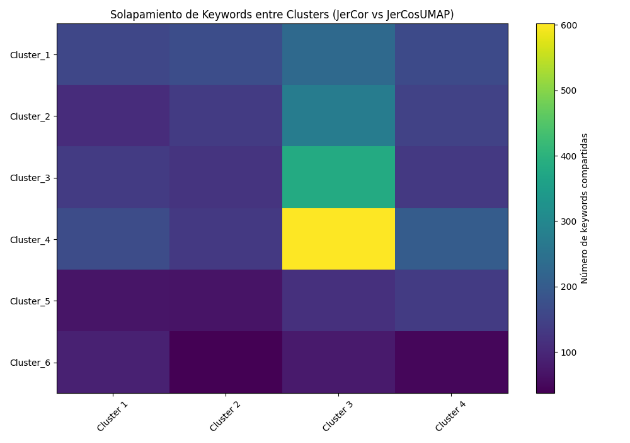 Solapamiento de Keywords entre Clusters (JerCor vs JerCosUMAP)
Cluster_1
Cluster_2
Cluster_3
Cluster_4
Cluster_5
Cluster_6
Cluster 1
Cluster 2
Cluster 3
Cluster 4
600
500
400
300
200
100
Número de keywords compartidas